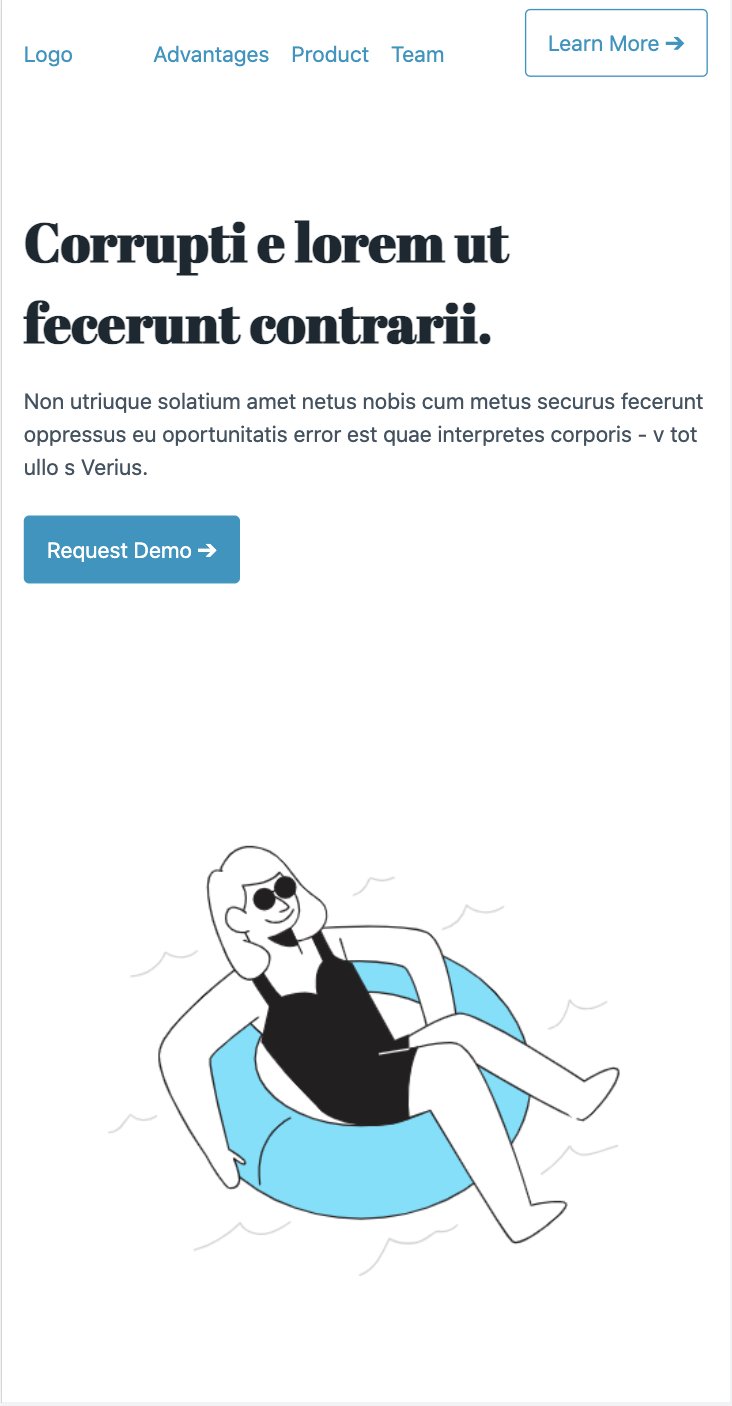 Logo
Advantages
Product
Team
Learn More ➔
Corrupti e lorem ut
fecerunt contrarii.
Non utriuque solatium amet netus nobis cum metus securus fecerunt
oppressus eu oportunitatis error est quae interpretes corporis - v tot
ullo s Verius.
Request Demo ➔